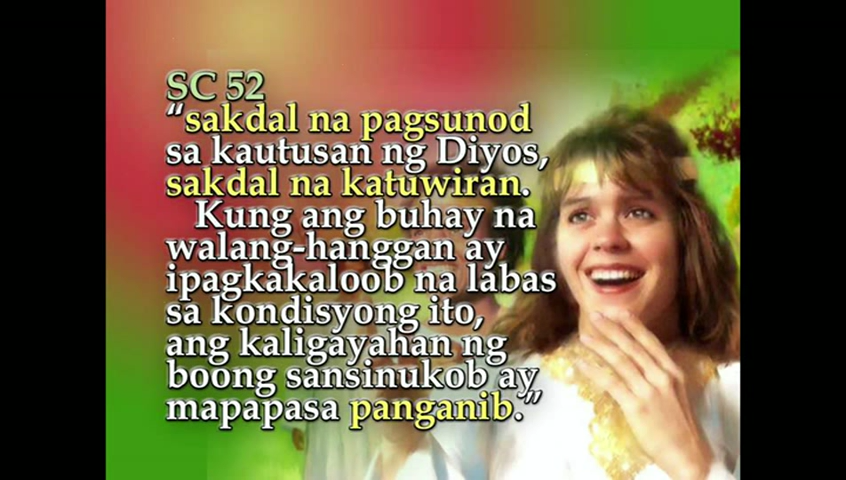 SC 52
“sakdal na pagsunod
sa kautusan ng Diyos,
sakdal na katuwiran.
Kung ang buhay na
walang-hanggan ay
ipagkakaloob na labas
sa kondisyong ito,
ang kaligayahan ng
boong sansinukob ay
mapapasa panganib.”